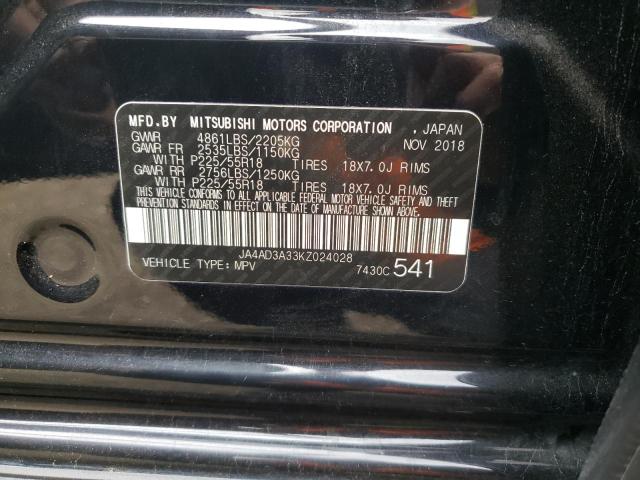 MFD.BY MITSUBISHI MOTORS CORPORATION , JAPAN
GVWR 4861LBS/2205KG NOV 2018
GAWR FR 2535LBS/1150KG
WITH P225/55R18 TIRES 18X7.0J RIMS
GAWR RR 2756LBS/1250KG
WITH P225/55R18 TIRES 18X7.0J RIMS
THIS VEHICLE CONFORMS TO ALL APPLICABLE FEDERAL MOTOR VEHICLE SAFETY, BUMPER AND THEFT
PREVENTION STANDARDS IN EFFECT ON THE DATE OF MANUFACTURE SHOWN ABOVE.
JA4AD3A33KZ024028
VEHICLE TYPE: MPV 7430C 541